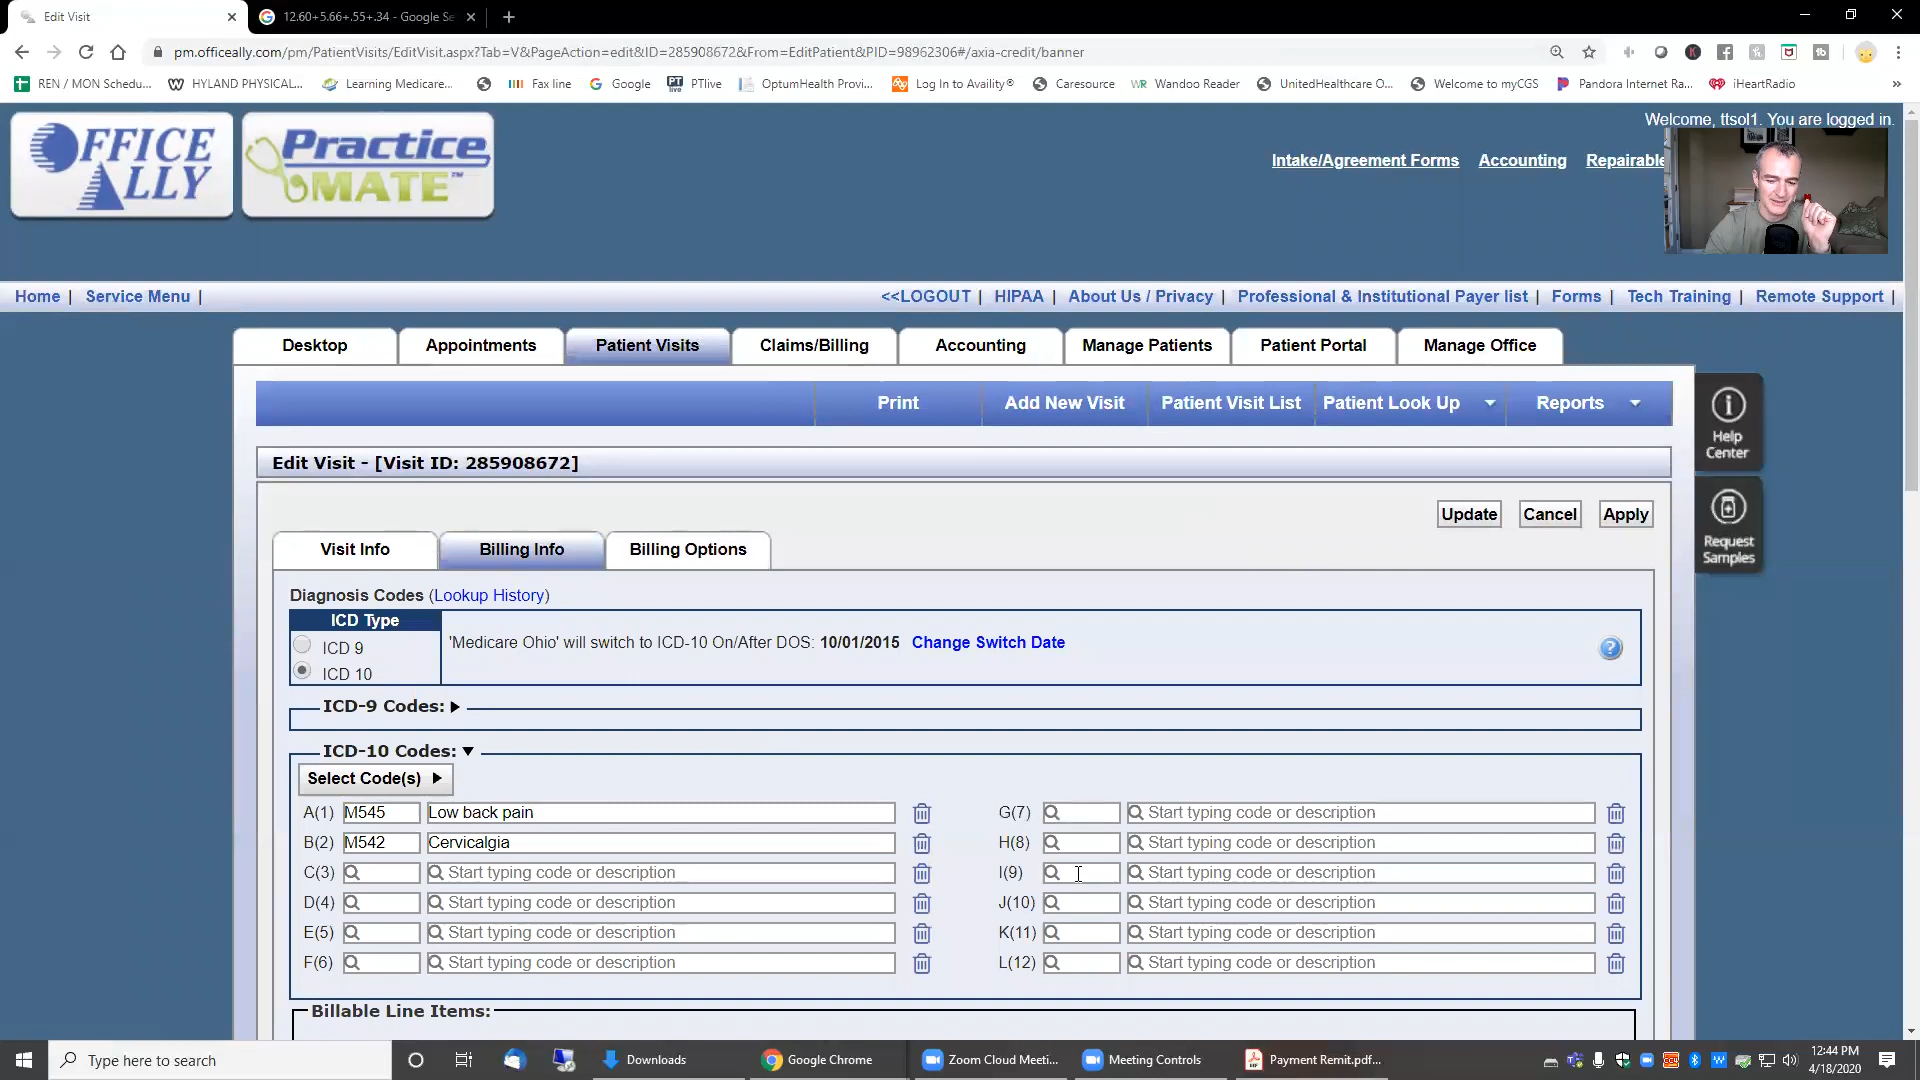 Edit Visit
12.60+5.66+.55+.34 - Google Se
pm.officeally.com/pm/PatientVisits/EditVisit.aspx?Tab=V&PageAction=edit&ID=285908672&From=EditPatient&PID=98962306#/axia-credit/banner
REN / MON Schedu... HYLAND PHYSICAL... Learning Medicare... Fax line Google PTlive OptumHealth Provi... Log In to Availity® Caresource Wandoo Reader UnitedHealthcare O... Welcome to myCGS Pandora Internet Ra... iHeartRadio
OFFICE ALLY
Practice MATE™
Welcome, ttsol1. You are logged in.
Intake/Agreement Forms Accounting Repairable
Home | Service Menu | <<LOGOUT | HIPAA | About Us / Privacy | Professional & Institutional Payer list | Forms | Tech Training | Remote Support |
Desktop Appointments Patient Visits Claims/Billing Accounting Manage Patients Patient Portal Manage Office
Print Add New Visit Patient Visit List Patient Look Up Reports
Help Center
Request Samples
Edit Visit - [Visit ID: 285908672]
Update Cancel Apply
Visit Info Billing Info Billing Options
Diagnosis Codes (Lookup History)
ICD Type
ICD 9
ICD 10
'Medicare Ohio' will switch to ICD-10 On/After DOS: 10/01/2015 Change Switch Date
ICD-9 Codes:
ICD-10 Codes:
Select Code(s)
A(1) M545 Low back pain G(7) Start typing code or description
B(2) M542 Cervicalgia H(8) Start typing code or description
C(3) Start typing code or description I(9) Start typing code or description
D(4) Start typing code or description J(10) Start typing code or description
E(5) Start typing code or description K(11) Start typing code or description
F(6) Start typing code or description L(12) Start typing code or description
Billable Line Items:
Type here to search Downloads Google Chrome Zoom Cloud Meeti... Meeting Controls Payment Remit.pdf...
12:44 PM
4/18/2020